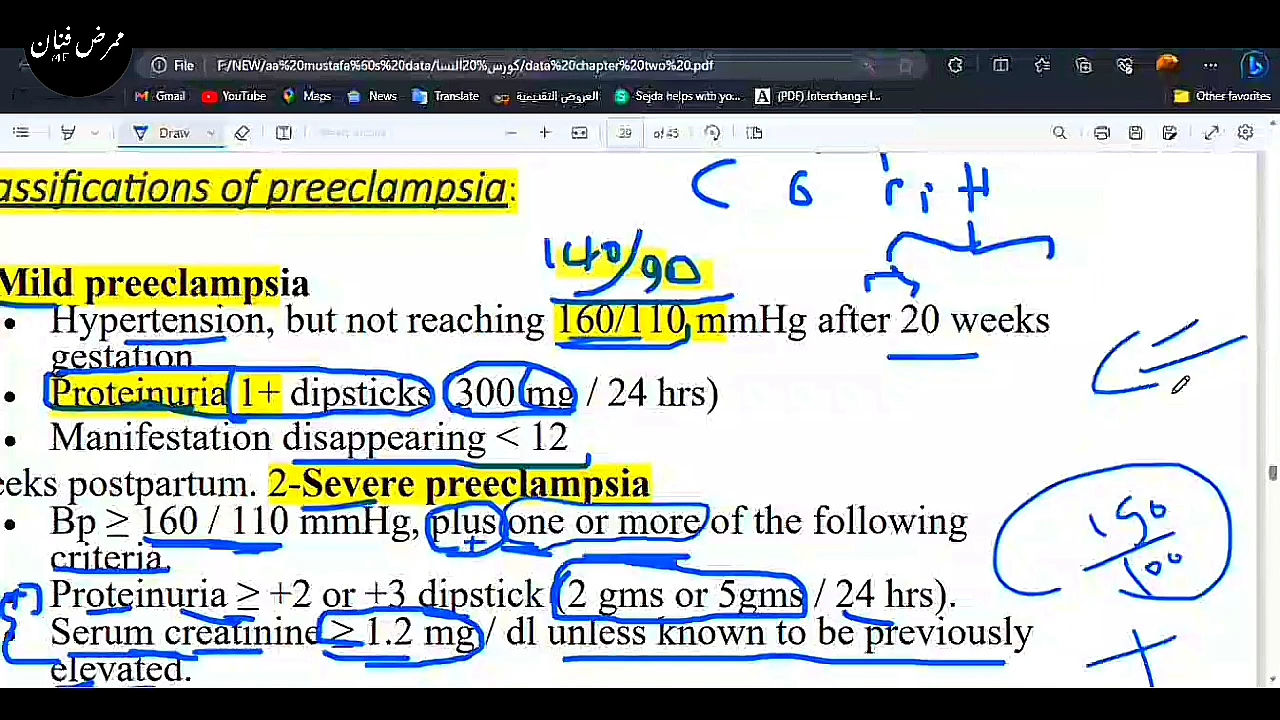 ممرض فنان
File F:/NEW/aa%20mustafa%60s%20data/كورس%20النسا/data%20chapter%20two%20.pdf
Gmail YouTube Maps News Translate العروض التقديمية Sejda helps with yo... (PDF) Interchange I... Other favorites
Draw 29 of 45
assifications of preeclampsia:
140/90
Mild preeclampsia
• Hypertension, but not reaching 160/110, mmHg after 20 weeks
gestation
• Proteinuria 1+ dipsticks 300 mg / 24 hrs)
• Manifestation disappearing < 12
eeks postpartum. 2-Severe preeclampsia
• Bp ≥ 160 / 110 mmHg, plus one or more of the following
criteria.
150
100
Proteinuria ≥ +2 or +3 dipstick (2 gms or 5gms / 24 hrs).
Serum creatinine ≥ 1.2 mg / dl unless known to be previously
elevated.